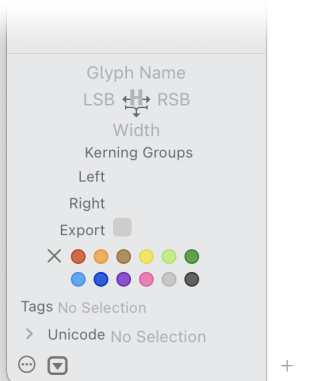 Glyph Name
LSB H RSB
Width
Kerning Groups
Left
Right
Export
Tags No Selection
Unicode No Selection